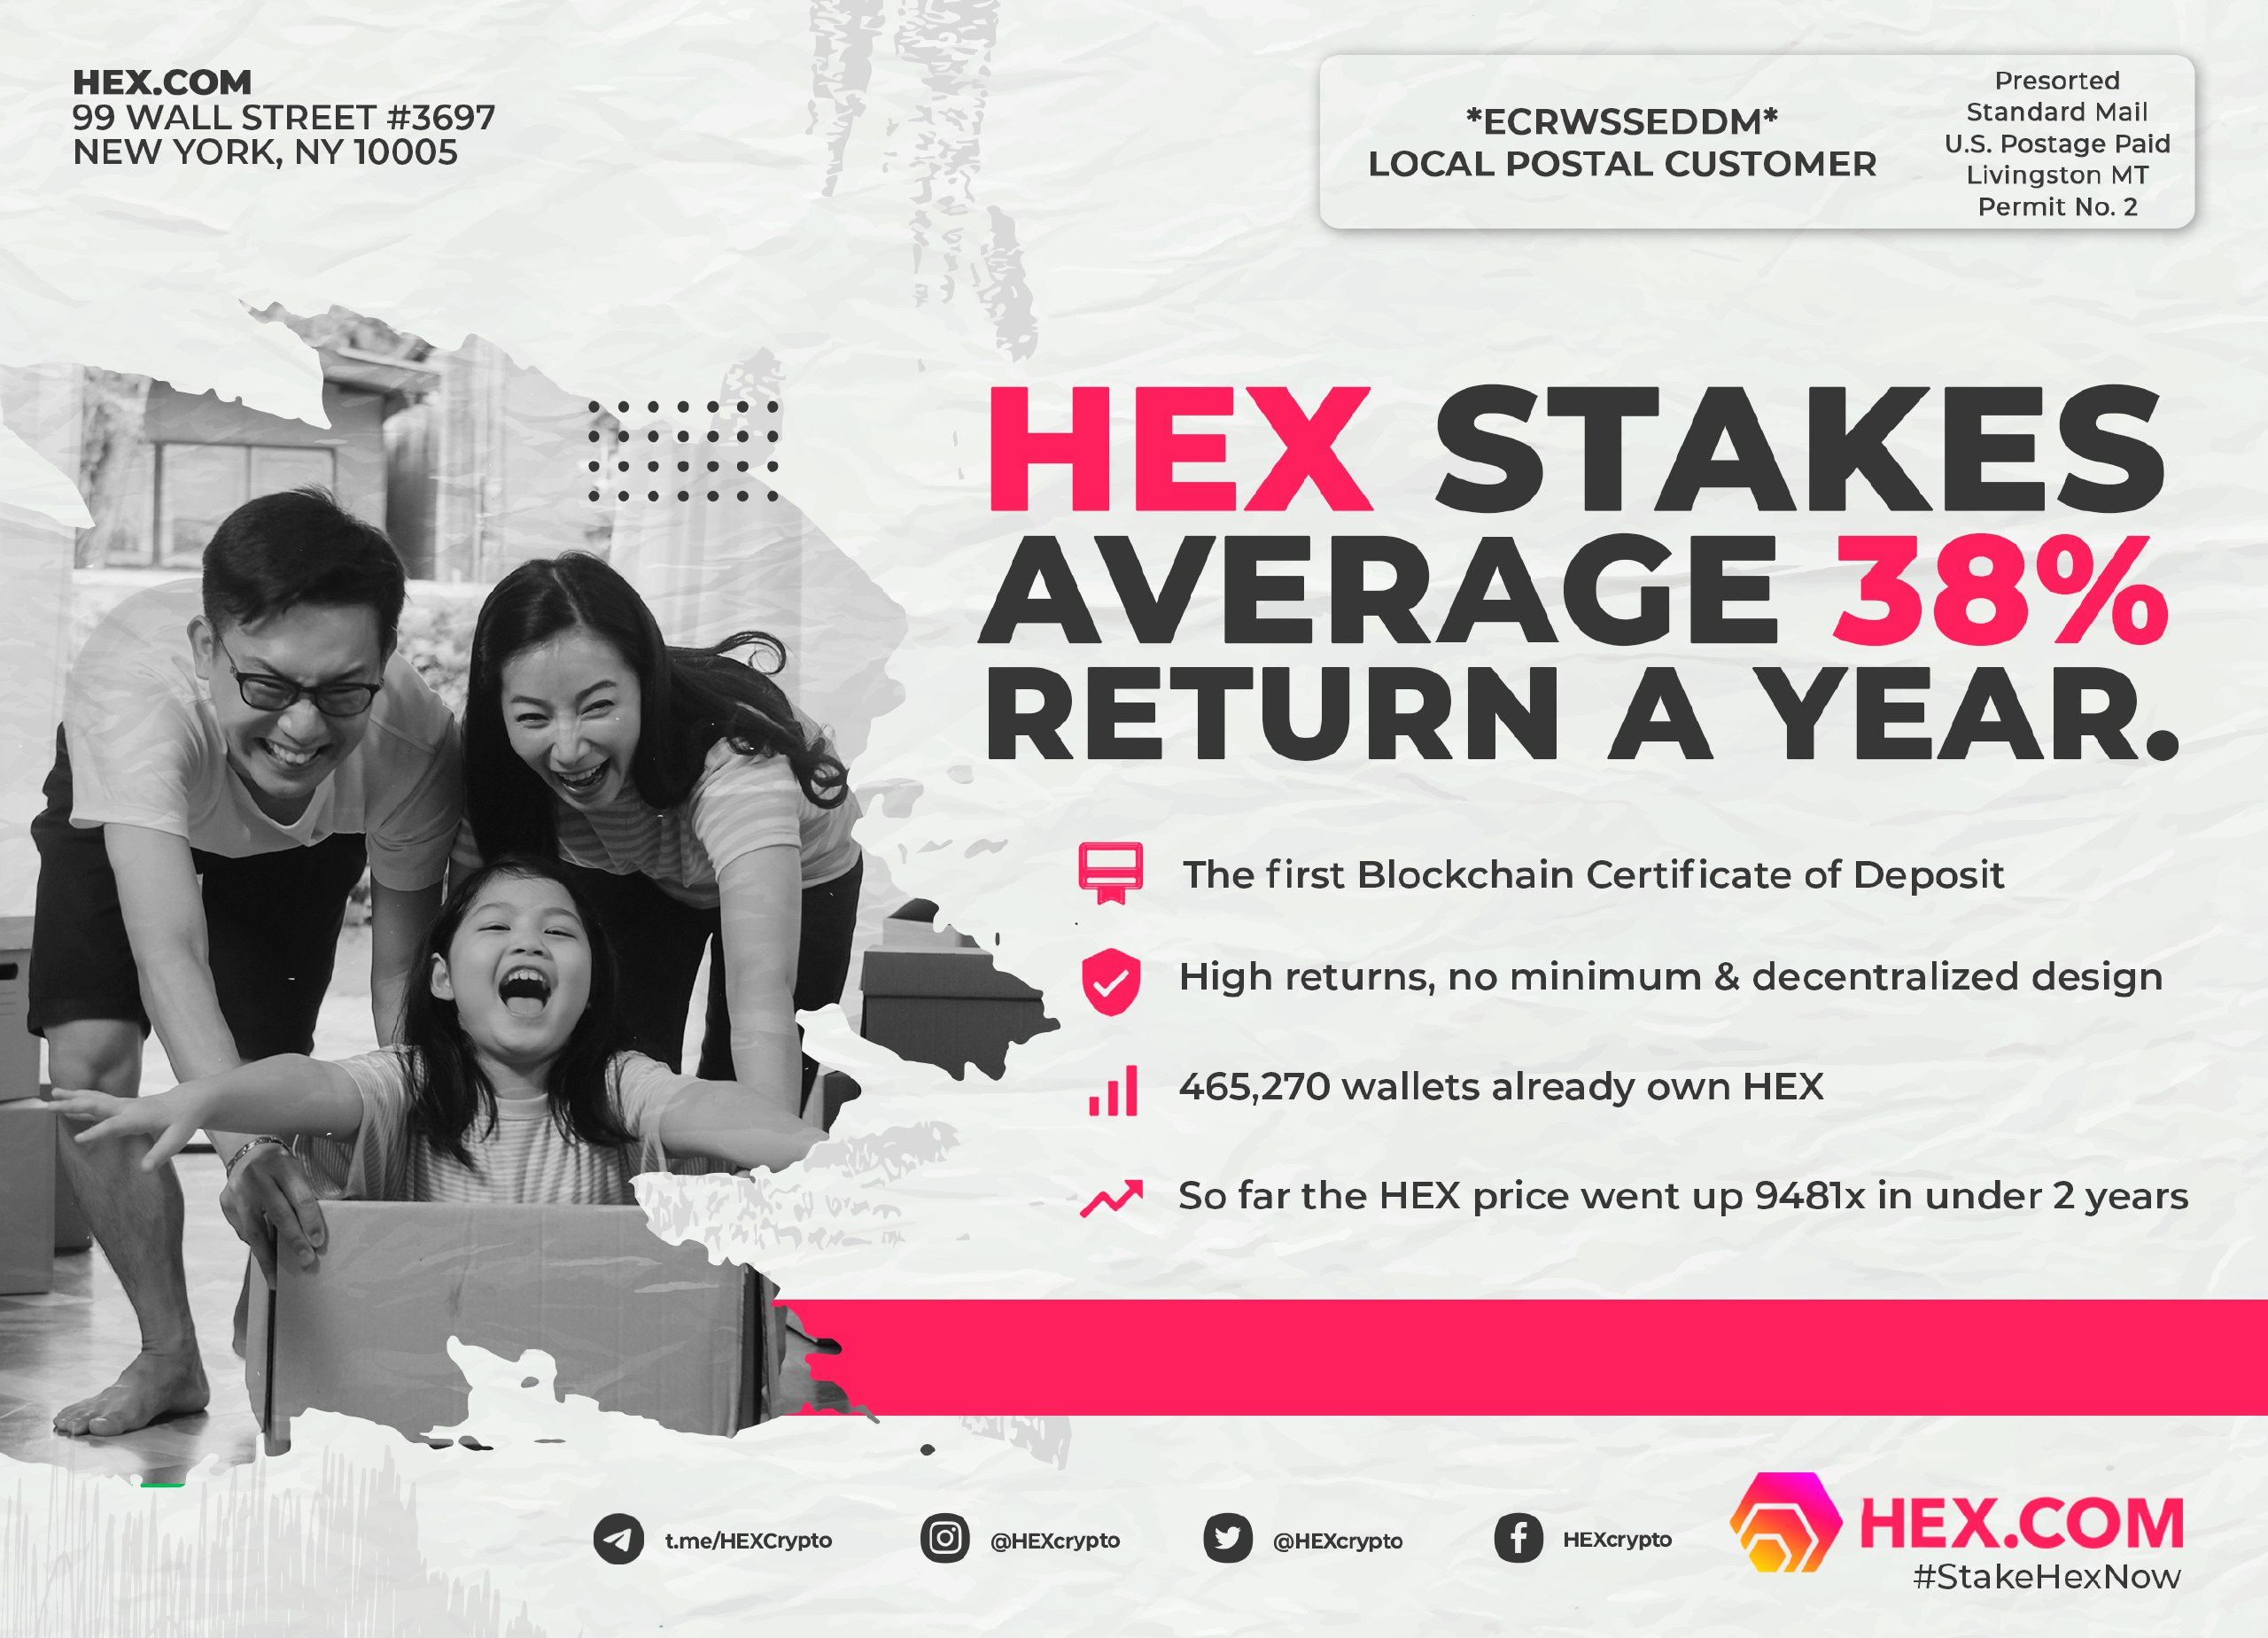 HEX.COM
99 WALL STREET #3697
NEW YORK, NY 10005
*ECRWSSEDDM*
LOCAL POSTAL CUSTOMER
Presorted
Standard Mail
U.S. Postage Paid
Livingston MT
Permit No. 2
HEX STAKES
AVERAGE 38%
RETURN A YEAR.
The first Blockchain Certificate of Deposit
High returns, no minimum & decentralized design
465,270 wallets already own HEX
So far the HEX price went up 9481x in under 2 years
t.me/HEXCrypto
@HEXcrypto
@HEXcrypto
HEXcrypto
HEX.COM
#StakeHexNow